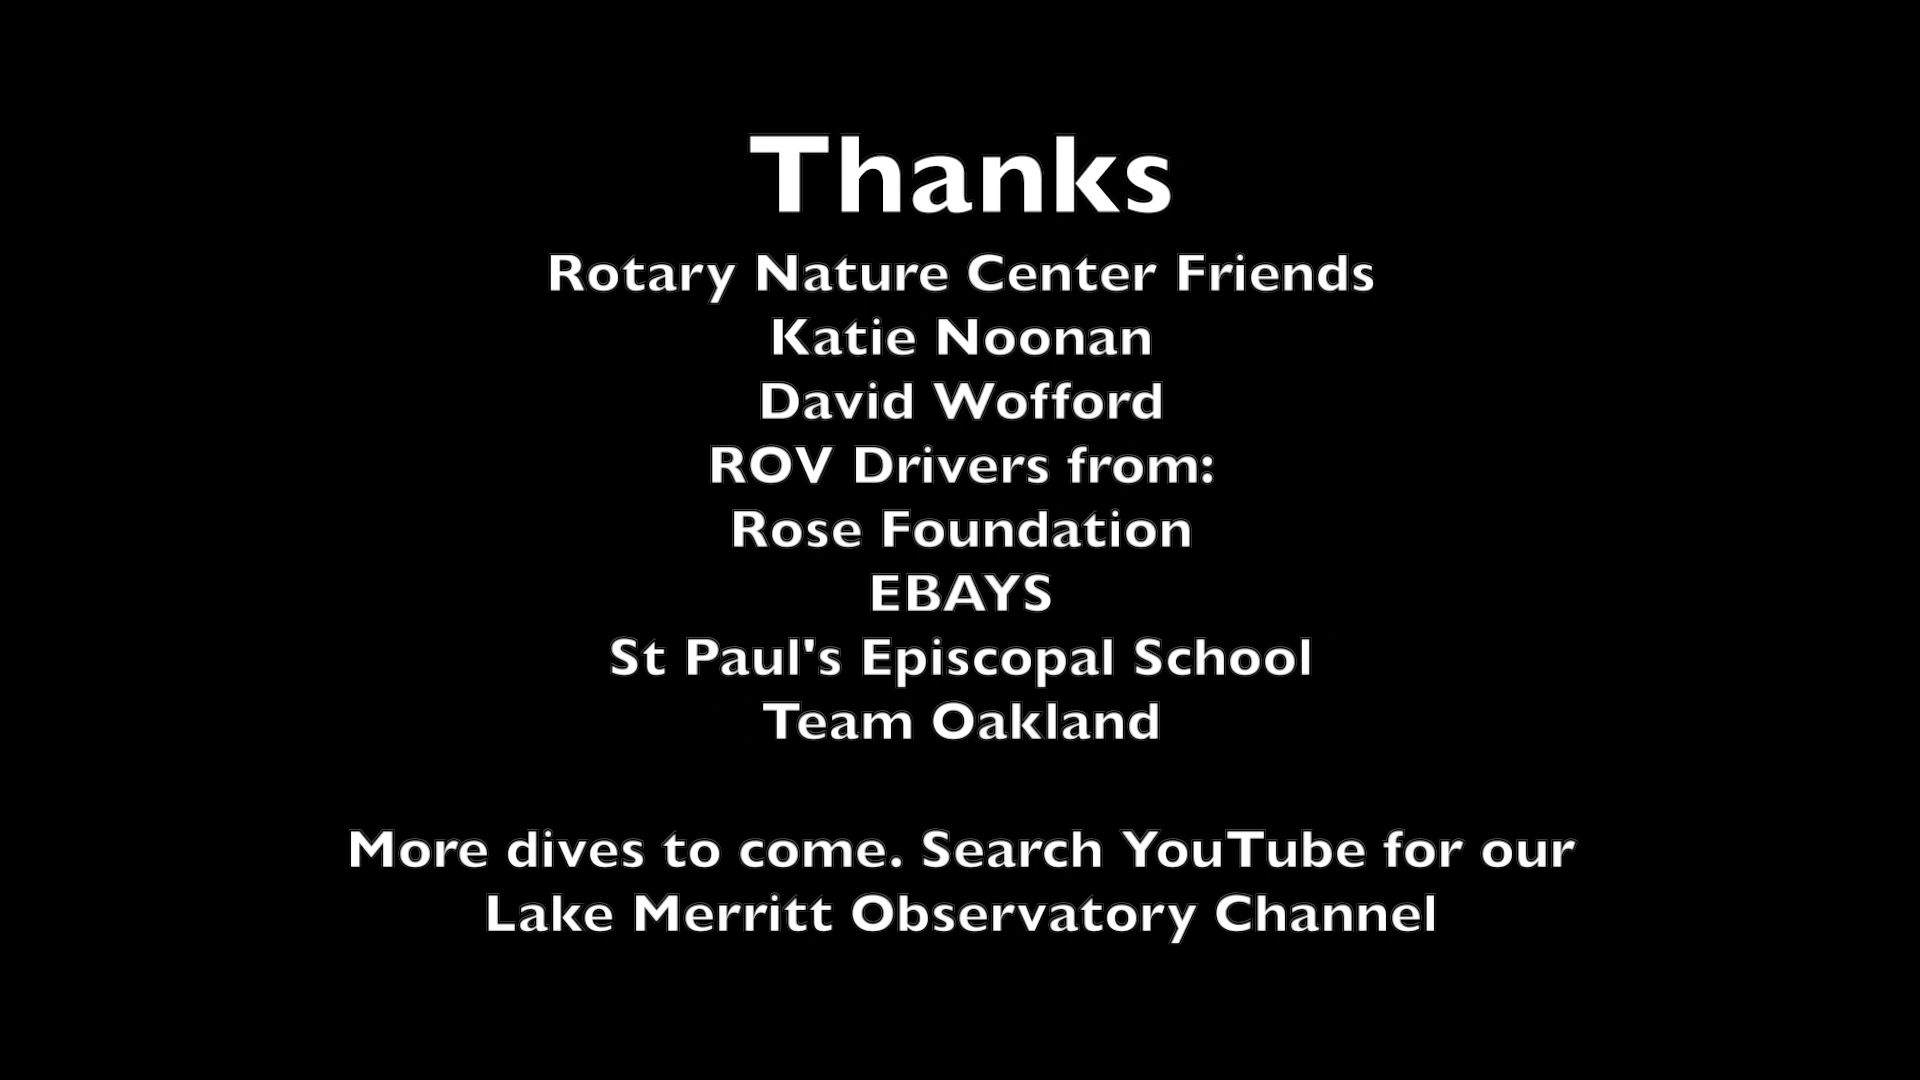 Thanks
Rotary Nature Center Friends
Katie Noonan
David Wofford
ROV Drivers from:
Rose Foundation
EBAYS
St Paul's Episcopal School
Team Oakland
More dives to come. Search YouTube for our
Lake Merritt Observatory Channel